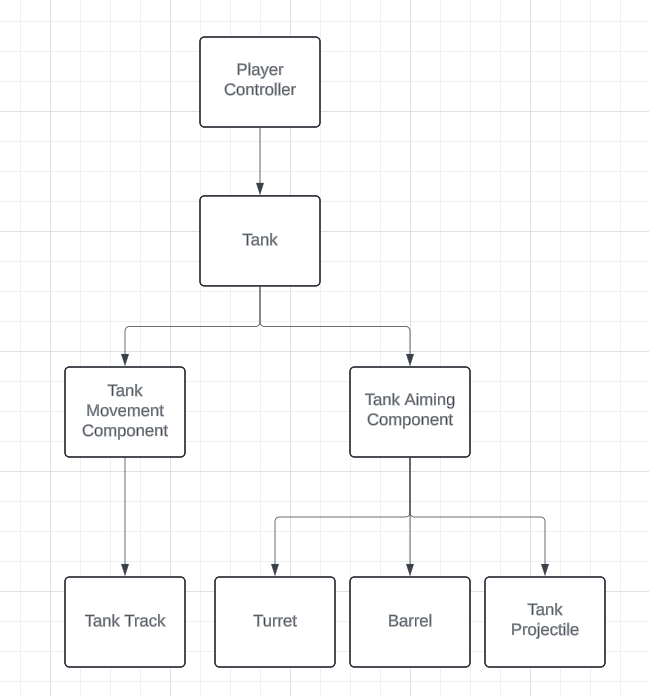 Player
Controller
Tank
Tank
Movement
Component
Tank Aiming
Component
Tank Track
Turret
Barrel
Tank
Projectile